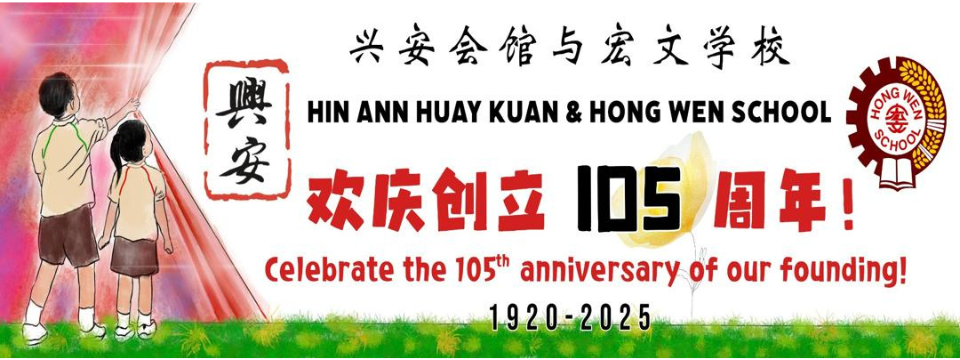 兴安会馆与宏文学校
興安
HIN ANN HUAY KUAN & HONG WEN SCHOOL
欢庆创立 105 周年!
Celebrate the 105th anniversary of our founding!
1920-2025
HONG WEN
SCHOOL